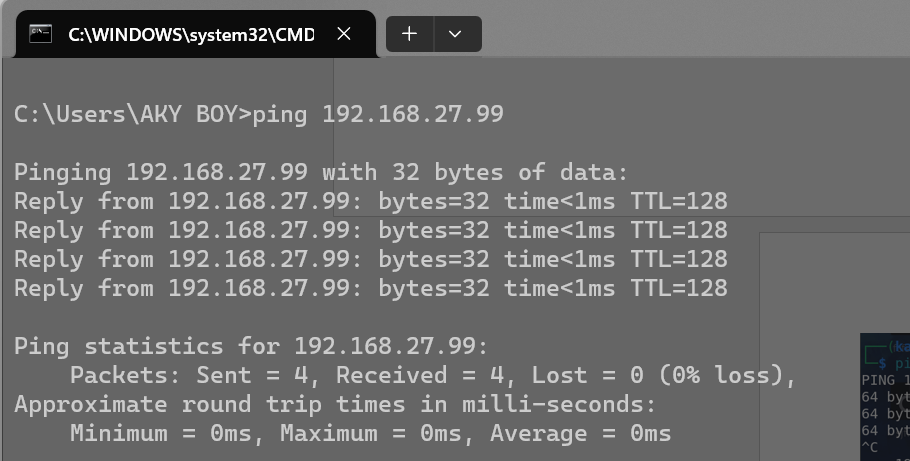 C:\WINDOWS\system32\CMD
C:\Users\AKY BOY>ping 192.168.27.99
Pinging 192.168.27.99 with 32 bytes of data:
Reply from 192.168.27.99: bytes=32 time<1ms TTL=128
Reply from 192.168.27.99: bytes=32 time<1ms TTL=128
Reply from 192.168.27.99: bytes=32 time<1ms TTL=128
Reply from 192.168.27.99: bytes=32 time<1ms TTL=128
Ping statistics for 192.168.27.99:
Packets: Sent = 4, Received = 4, Lost = 0 (0% loss),
Approximate round trip times in milli-seconds:
Minimum = 0ms, Maximum = 0ms, Average = 0ms
$ pi
PING 1
64 byt
64 byt
64 byt
^C